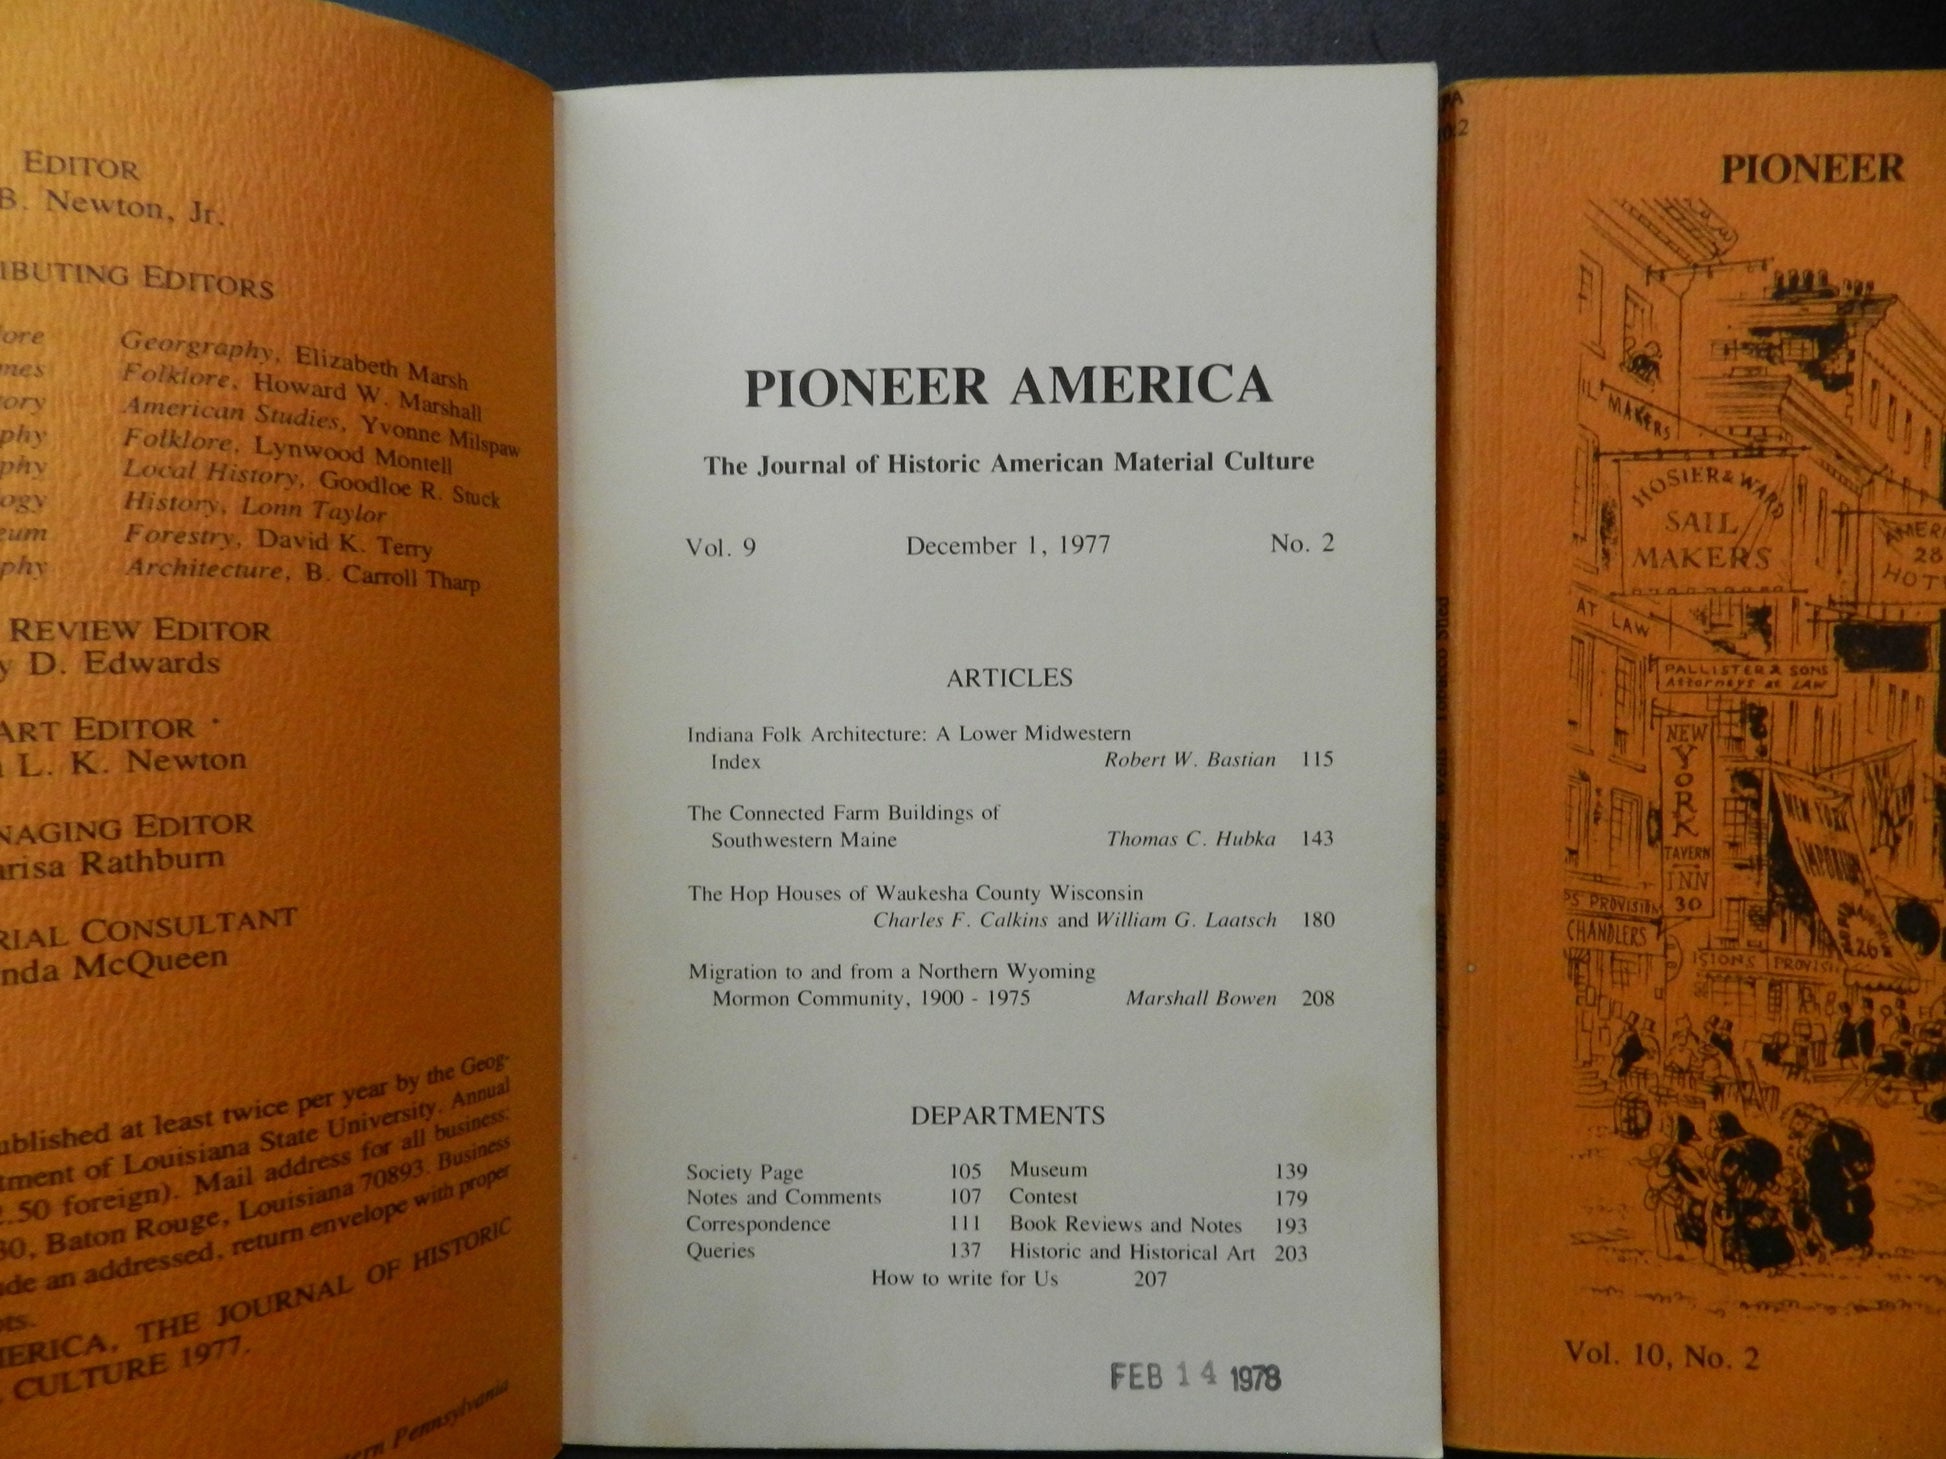 EDITOR
B. Newton, Jr.
EDITORS
Georgraphy, Elizabeth Marsh
Folklore, Howard W. Marshall
American Studies, Yvonne Milspaw
Folklore, Lynwood Montell
Local History, Goodloe R. Stuck
History, Lonn Taylor
Forestry, David K. Terry
Architecture, B. Carroll Tharp
REVIEW EDITOR
D. Edwards
ART EDITOR
L. K. Newton
EDITOR
Rathburn
CONSULTANT
McQueen
at least twice per year by the Geog-
of Louisiana State University. Annual
.50 foreign). Mail address for all business:
Baton Rouge, Louisiana 70893. Business
an addressed, return envelope with proper
THE JOURNAL OF HISTORIC
CULTURE 1977.
Pennsylvania
PIONEER AMERICA
The Journal of Historic American Material Culture
Vol. 9 December 1, 1977 No. 2
ARTICLES
Indiana Folk Architecture: A Lower Midwestern
Index Robert W. Bastian 115
The Connected Farm Buildings of
Southwestern Maine Thomas C. Hubka 143
The Hop Houses of Waukesha County Wisconsin
Charles F. Calkins and William G. Laatsch 180
Migration to and from a Northern Wyoming
Mormon Community, 1900 - 1975 Marshall Bowen 208
DEPARTMENTS
Society Page 105 Museum 139
Notes and Comments 107 Contest 179
Correspondence 111 Book Reviews and Notes 193
Queries 137 Historic and Historical Art 203
How to write for Us 207
FEB 14 1978
PIONEER
MAKERS
HOSIER & WARD
SAIL
MAKERS
28
AT LAW
PALLISTER & SONS
Attorneys at LAW
NEW
YORK
TAVERN
INN
30
NEW YORK
EMPORIUM
26
PROVISION
CHANDLERS
Vol. 10, No. 2